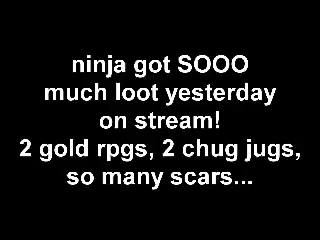 ninja got SOOO
much loot yesterday
on stream!
2 gold rpgs, 2 chug jugs,
so many scars...